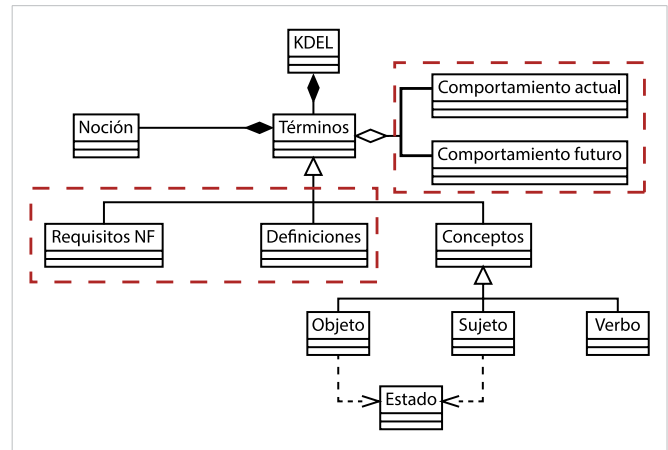 KDEL
Comportamiento actual
Noción
Términos
Comportamiento futuro
Requisitos NF
Definiciones
Conceptos
Objeto
Sujeto
Verbo
Estado